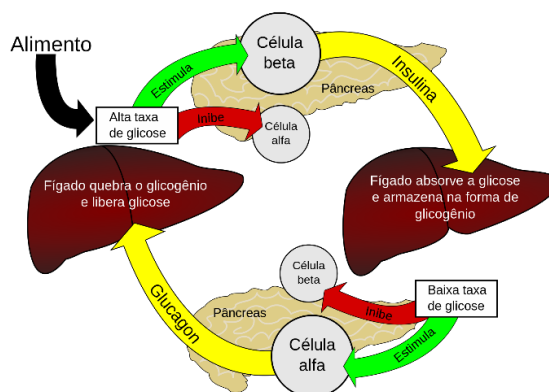 Alimento
Célula
beta
Estimula
Insulina
Pâncreas
Alta taxa
de glicose
Inibe
Célula
alfa
Fígado quebra o glicogênio
e libera glicose
Fígado absorve a glicose
e armazena na forma de
glicogênio
Célula
beta
Baixa taxa
de glicose
Inibe
Pâncreas
Glucagon
Célula
alfa
Estimula